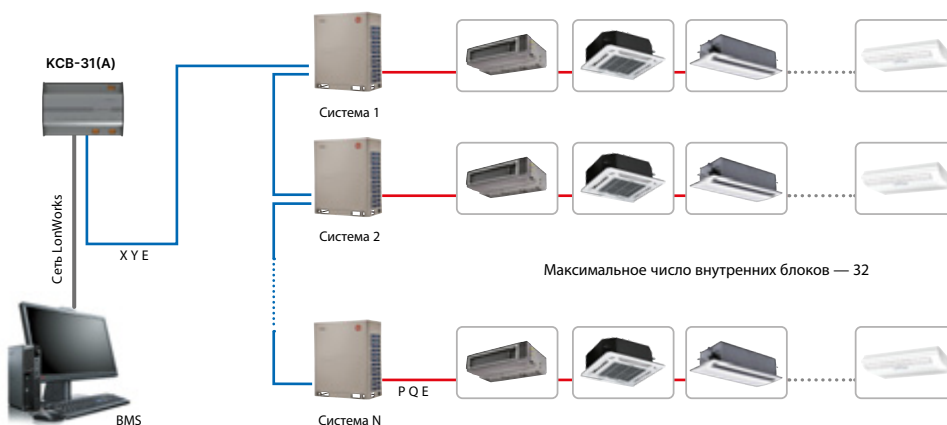 KCB-31(A)
Система 1
Сеть LonWorks
X Y E
Система 2
Максимальное число внутренних блоков — 32
P Q E
BMS
Система N